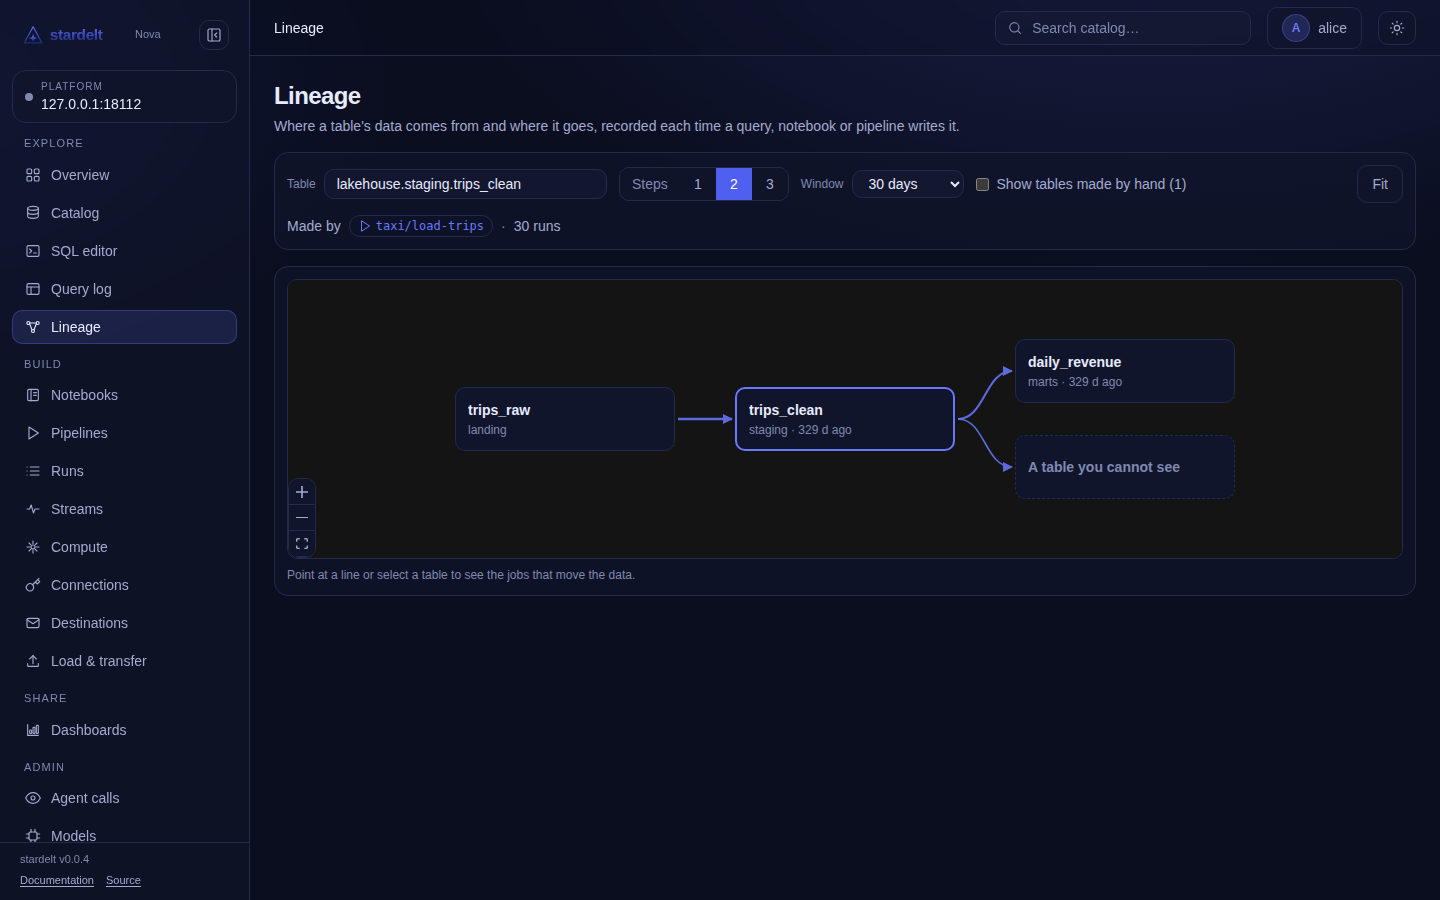 stardelt
Nova
PLATFORM
127.0.0.1:18112
EXPLORE
Overview
Catalog
SQL editor
Query log
Lineage
BUILD
Notebooks
Pipelines
Runs
Streams
Compute
Connections
Destinations
Load & transfer
SHARE
Dashboards
ADMIN
Agent calls
Models
stardelt v0.0.4
Documentation Source
Lineage
Search catalog…
A alice
Lineage
Where a table's data comes from and where it goes, recorded each time a query, notebook or pipeline writes it.
Table lakehouse.staging.trips_clean Steps 1 2 3 Window 30 days Show tables made by hand (1) Fit
Made by taxi/load-trips · 30 runs
trips_raw
landing
trips_clean
staging · 329 d ago
daily_revenue
marts · 329 d ago
A table you cannot see
Point at a line or select a table to see the jobs that move the data.